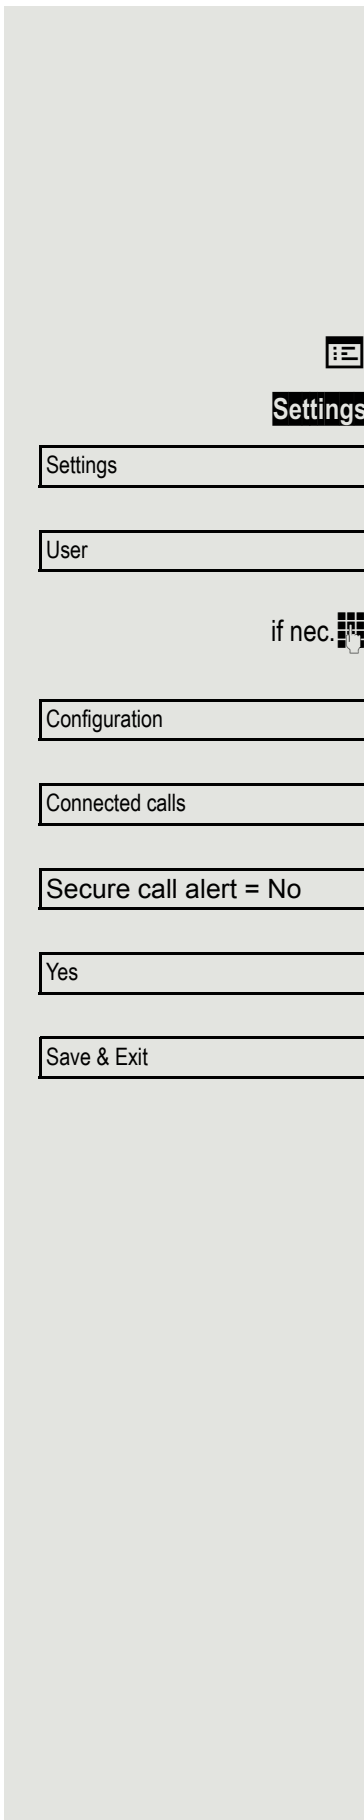 Settings
Settings
User
if nec.
Configuration
Connected calls
Secure call alert = No
Yes
Save & Exit